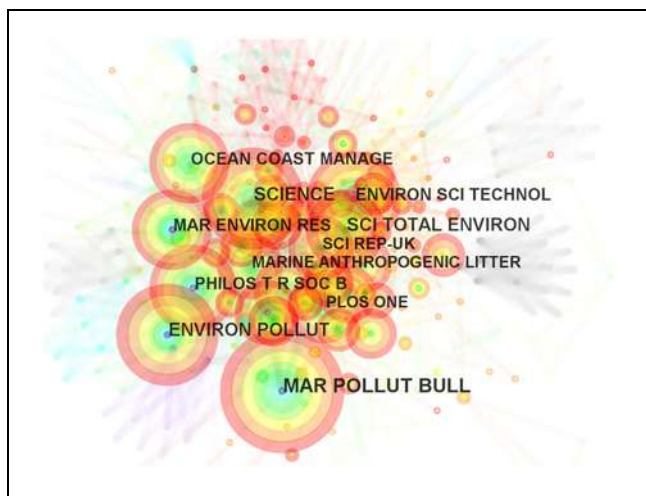 OCEAN COAST MANAGE
SCIENCE
ENVIRON SCI TECHNOL
MAR ENVIRON RES
SCI TOTAL ENVIRON
SCI REP-UK
MARINE ANTHROPOGENIC LITTER
PHILOS T R SOC B
PLOS ONE
ENVIRON POLLUT
MAR POLLUT BULL